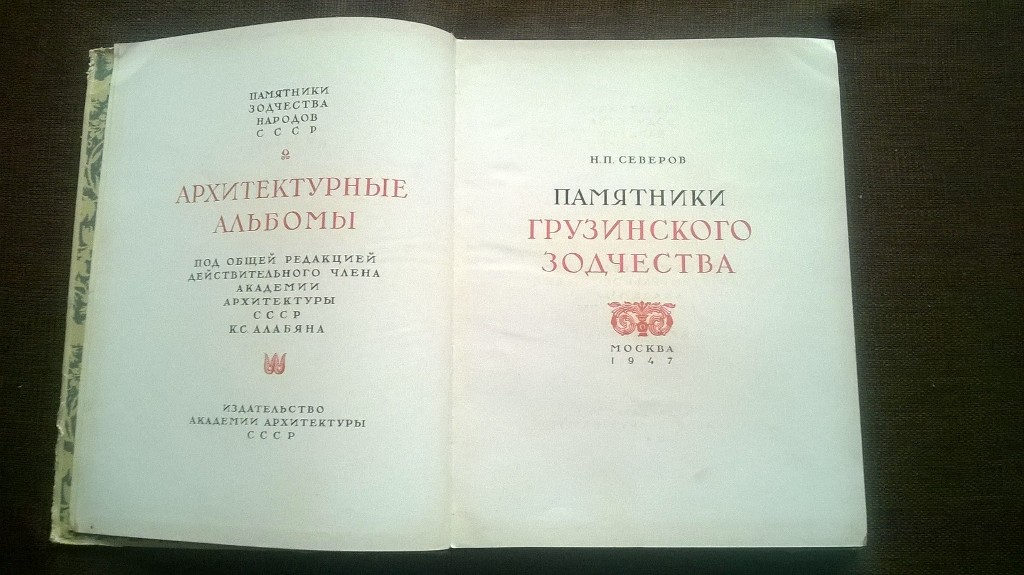 ПАМЯТНИКИ
ЗОДЧЕСТВА
НАРОДОВ
СССР
АРХИТЕКТУРНЫЕ
АЛЬБОМЫ
ПОД ОБЩЕЙ РЕДАКЦИЕЙ
ДЕЙСТВИТЕЛЬНОГО ЧЛЕНА
АКАДЕМИИ
АРХИТЕКТУРЫ
СССР
К.С.АЛАБЯНА
ИЗДАТЕЛЬСТВО
АКАДЕМИИ АРХИТЕКТУРЫ
СССР
Н.П. СЕВЕРОВ
ПАМЯТНИКИ
ГРУЗИНСКОГО
ЗОДЧЕСТВА
МОСКВА
1947